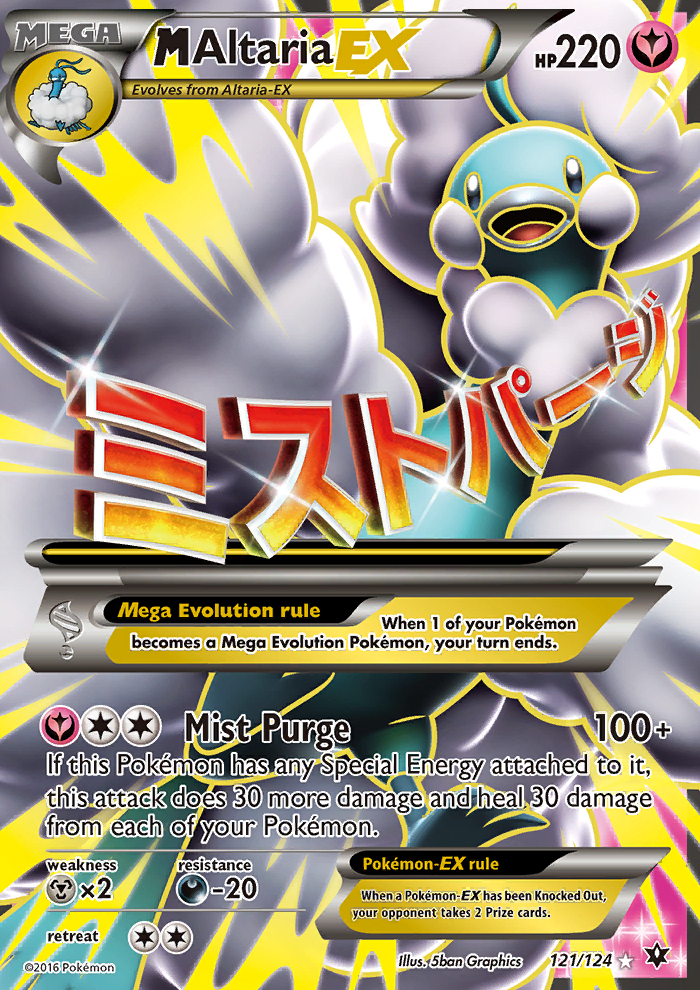 MEGA
M Altaria EX
HP220
Evolves from Altaria-EX
ミストパージ
Mega Evolution rule
When 1 of your Pokémon
becomes a Mega Evolution Pokémon, your turn ends.
Mist Purge 100+
If this Pokémon has any Special Energy attached to it,
this attack does 30 more damage and heal 30 damage
from each of your Pokémon.
weakness resistance
×2 -20
retreat
Pokémon-EX rule
When a Pokémon-EX has been Knocked Out,
your opponent takes 2 Prize cards.
©2016 Pokémon Illus. 5ban Graphics 121/124